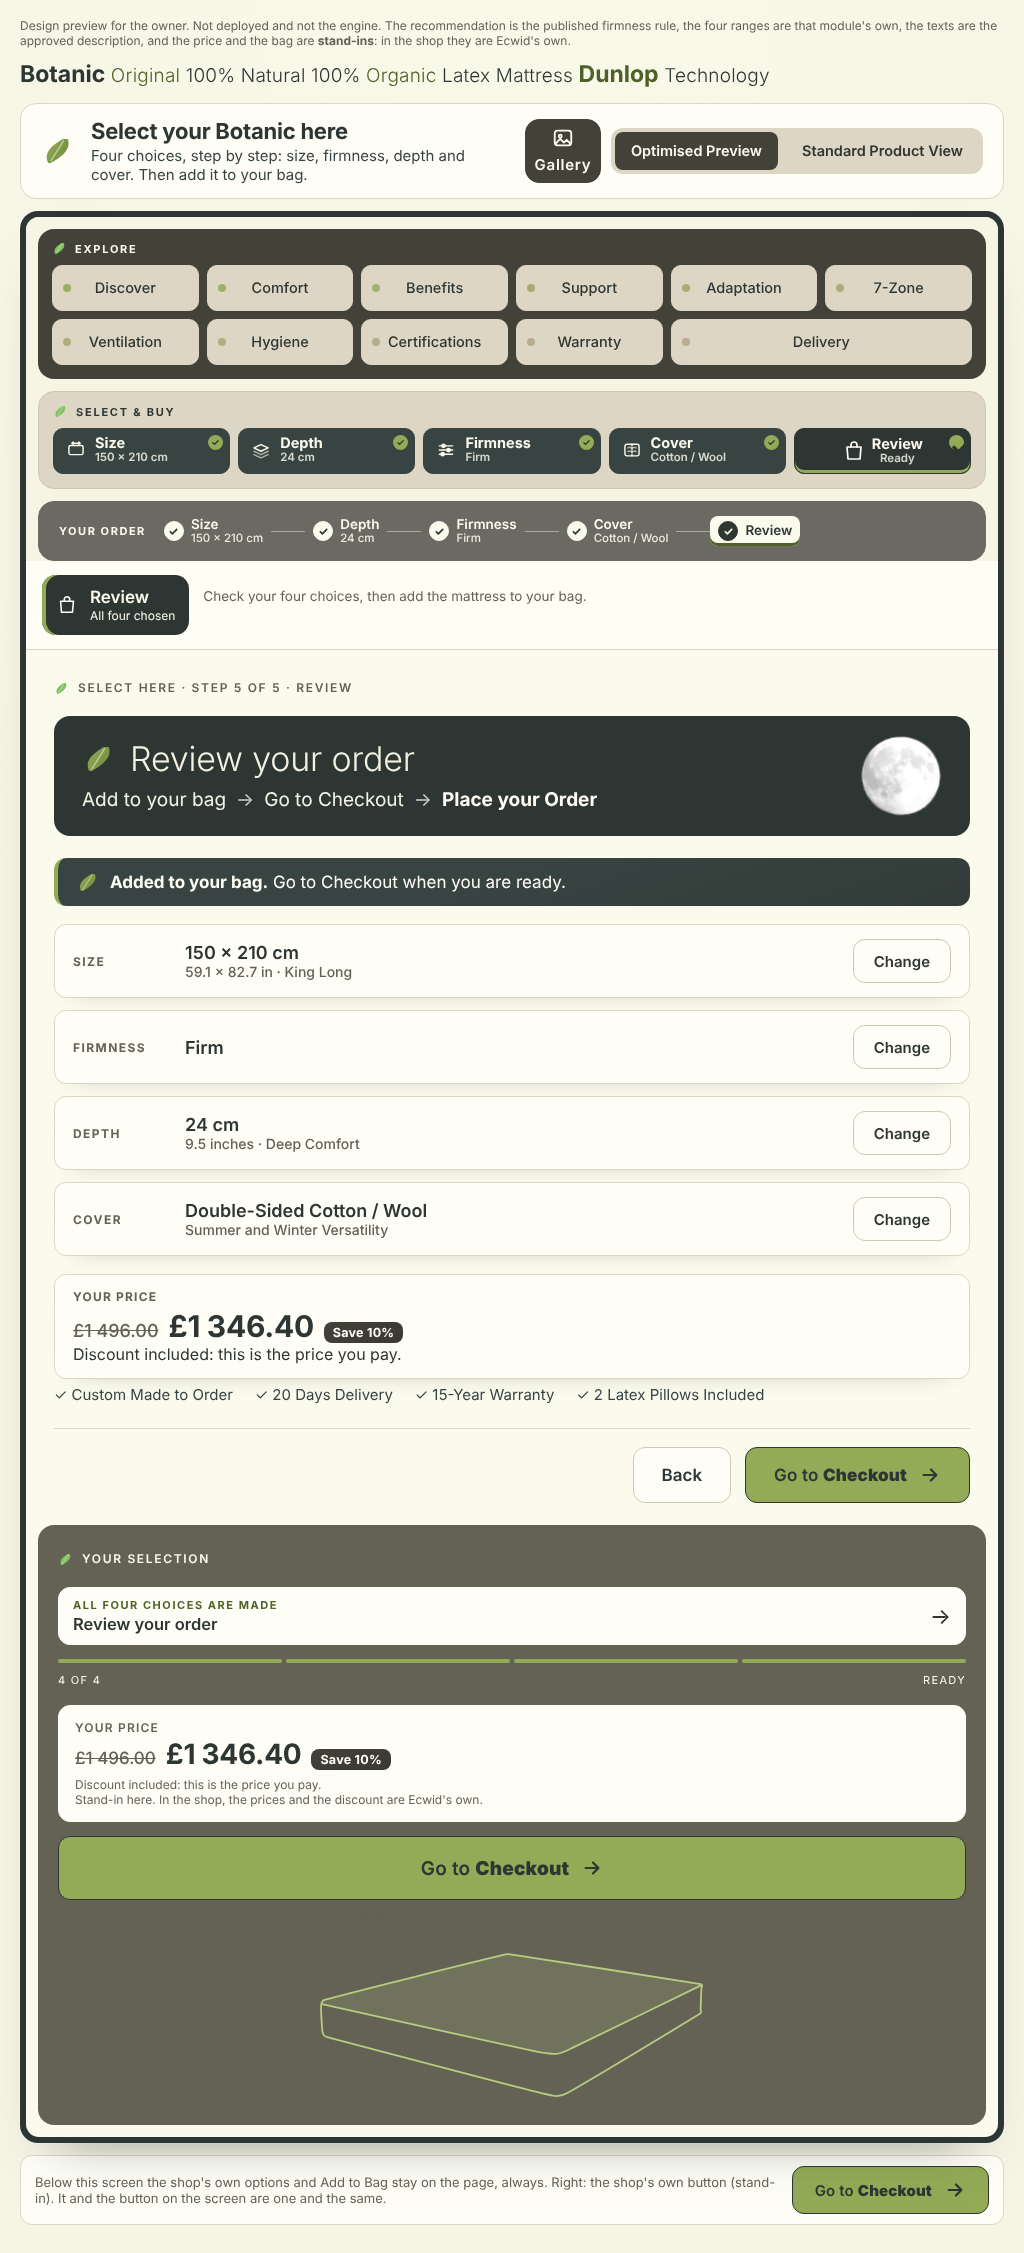 Design preview for the owner. Not deployed and not the engine. The recommendation is the published firmness rule, the four ranges are that module's own, the texts are the
approved description, and the price and the bag are stand-ins: in the shop they are Ecwid's own.
Botanic Original 100% Natural 100% Organic Latex Mattress Dunlop Technology
Select your Botanic here
Four choices, step by step: size, firmness, depth and
cover. Then add it to your bag.
Gallery
Optimised Preview
Standard Product View
EXPLORE
Discover
Comfort
Benefits
Support
Adaptation
7-Zone
Ventilation
Hygiene
Certifications
Warranty
Delivery
SELECT & BUY
Size
150 × 210 cm
Depth
24 cm
Firmness
Firm
Cover
Cotton / Wool
Review
Ready
YOUR ORDER
Size
150 × 210 cm
Depth
24 cm
Firmness
Firm
Cover
Cotton / Wool
Review
Review
All four chosen
Check your four choices, then add the mattress to your bag.
SELECT HERE · STEP 5 OF 5 · REVIEW
Review your order
Add to your bag → Go to Checkout → Place your Order
Added to your bag. Go to Checkout when you are ready.
SIZE
150 × 210 cm
59.1 × 82.7 in · King Long
Change
FIRMNESS
Firm
Change
DEPTH
24 cm
9.5 inches · Deep Comfort
Change
COVER
Double-Sided Cotton / Wool
Summer and Winter Versatility
Change
YOUR PRICE
£1 496.00 £1 346.40 Save 10%
Discount included: this is the price you pay.
✓ Custom Made to Order ✓ 20 Days Delivery ✓ 15-Year Warranty ✓ 2 Latex Pillows Included
Back
Go to Checkout →
YOUR SELECTION
ALL FOUR CHOICES ARE MADE
Review your order →
4 OF 4
READY
YOUR PRICE
£1 496.00 £1 346.40 Save 10%
Discount included: this is the price you pay.
Stand-in here. In the shop, the prices and the discount are Ecwid's own.
Go to Checkout →
Below this screen the shop's own options and Add to Bag stay on the page, always. Right: the shop's own button (stand-
in). It and the button on the screen are one and the same.
Go to Checkout →